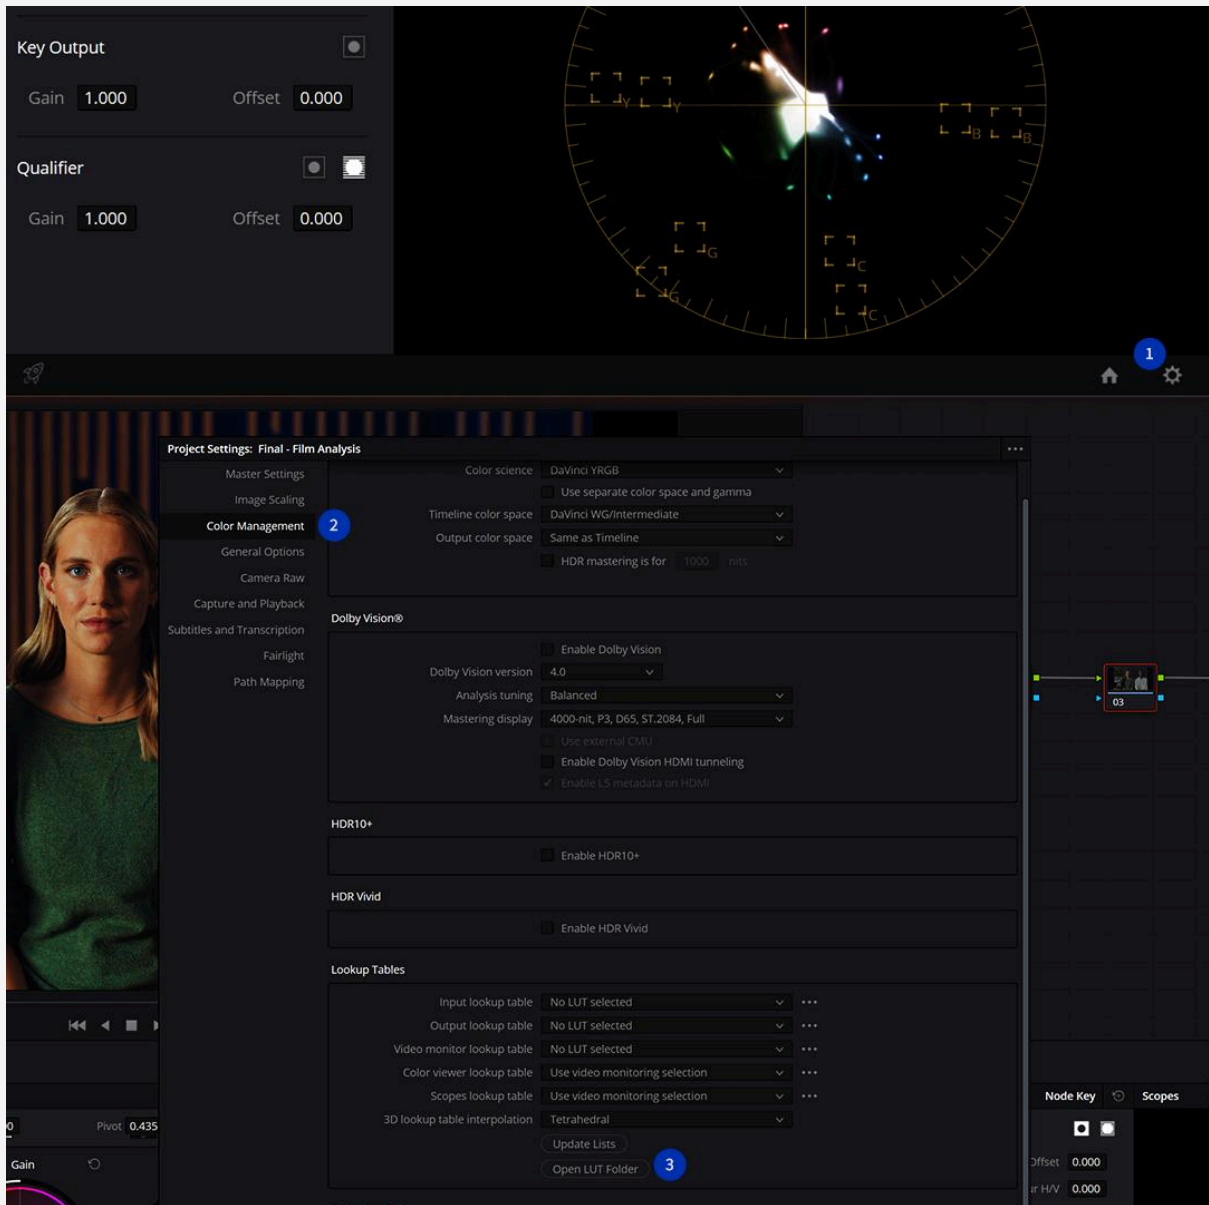 Key Output
Gain 1.000 Offset 0.000
Qualifier
Gain 1.000 Offset 0.000
Y Y B B
G C
G C
1
Project Settings: Final - Film Analysis
Master Settings
Image Scaling
Color Management 2
General Options
Camera Raw
Capture and Playback
Subtitles and Transcription
Fairlight
Path Mapping
Color science DaVinci YRGB
Use separate color space and gamma
Timeline color space DaVinci WG/Intermediate
Output color space Same as Timeline
HDR mastering is for 1000 nits
Dolby Vision®
Enable Dolby Vision
Dolby Vision version 4.0
Analysis tuning Balanced
Mastering display 4000-nit, P3, D65, ST.2084, Full
Use external CMU
Enable Dolby Vision HDMI tunneling
Enable L5 metadata on HDMI
HDR10+
Enable HDR10+
HDR Vivid
Enable HDR Vivid
Lookup Tables
Input lookup table No LUT selected
Output lookup table No LUT selected
Video monitor lookup table No LUT selected
Color viewer lookup table Use video monitoring selection
Scopes lookup table Use video monitoring selection
3D lookup table interpolation Tetrahedral
Update Lists
Open LUT Folder 3
03
Pivot 0.435
Gain
Node Key Scopes
Offset 0.000
0.000